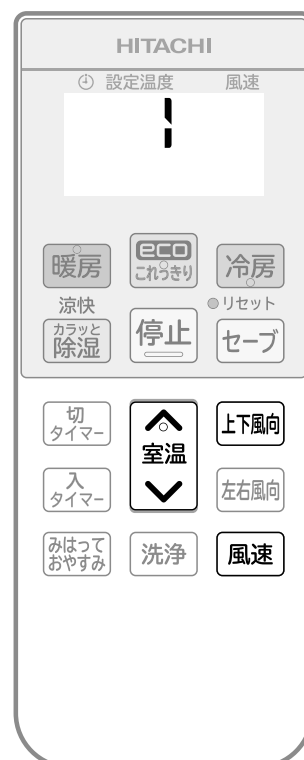 HITACHI
設定温度 風速
1
暖房
eco
これっきり
冷房
涼快
リセット
カラッと
除湿
停止
セーブ
切
タイマー
室温
上下風向
入
タイマー
左右風向
みはって
おやすみ
洗浄
風速